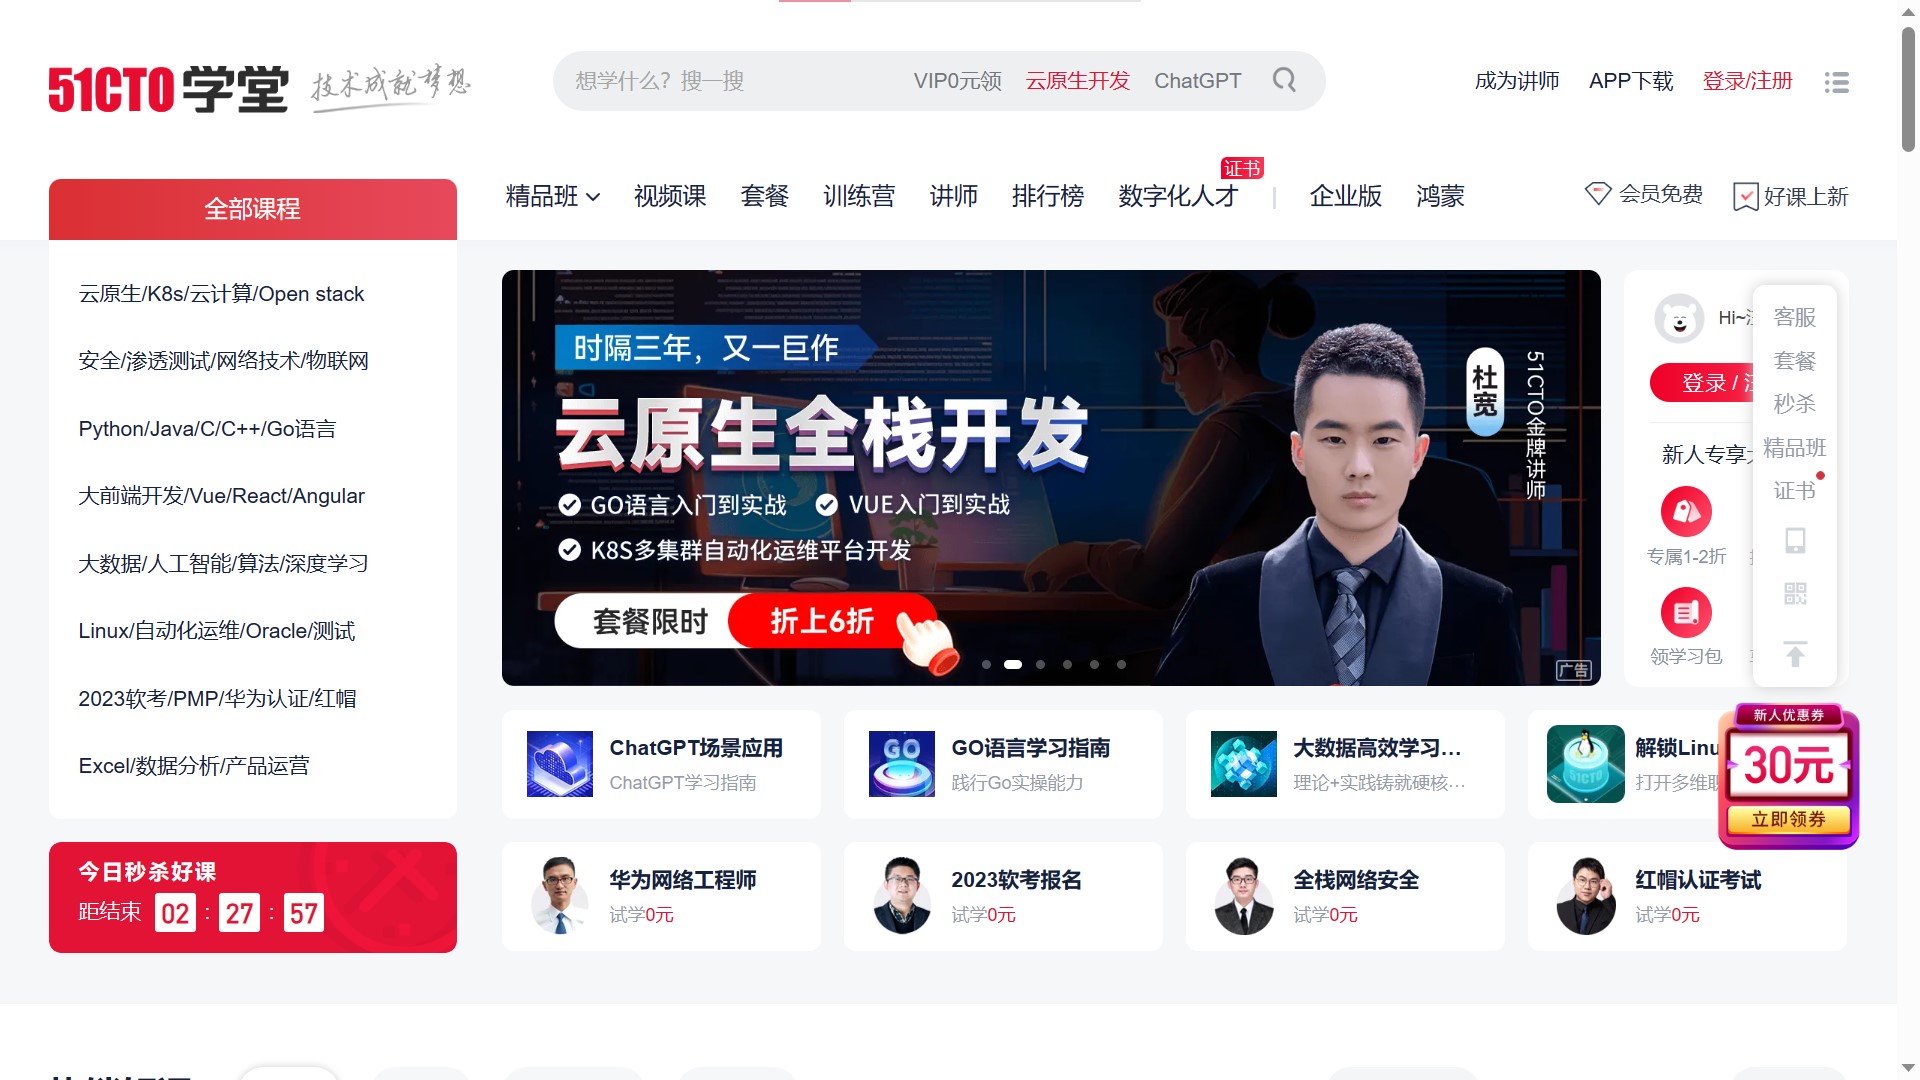 51CTO学堂 技术成就梦想
想学什么？搜一搜 VIP0元领 云原生开发 ChatGPT
成为讲师 APP下载 登录/注册
全部课程
精品班 视频课 套餐 训练营 讲师 排行榜 数字化人才 证书 | 企业版 鸿蒙
会员免费 好课上新
云原生/K8s/云计算/Open stack
安全/渗透测试/网络技术/物联网
Python/Java/C/C++/Go语言
大前端开发/Vue/React/Angular
大数据/人工智能/算法/深度学习
Linux/自动化运维/Oracle/测试
2023软考/PMP/华为认证/红帽
Excel/数据分析/产品运营
今日秒杀好课
距结束 02 : 27 : 57
时隔三年，又一巨作
云原生全栈开发
GO语言入门到实战 VUE入门到实战
K8S多集群自动化运维平台开发
套餐限时 折上6折
杜宽
51CTO金牌讲师
广告
Hi~
登录 /
新人专享
专属1-2折
领学习包
客服
套餐
秒杀
精品班
证书
新人优惠券
30元
立即领券
ChatGPT场景应用
ChatGPT学习指南
GO语言学习指南
践行Go实操能力
大数据高效学习…
理论+实践铸就硬核…
解锁Linu
打开多维
华为网络工程师
试学0元
2023软考报名
试学0元
全栈网络安全
试学0元
红帽认证考试
试学0元